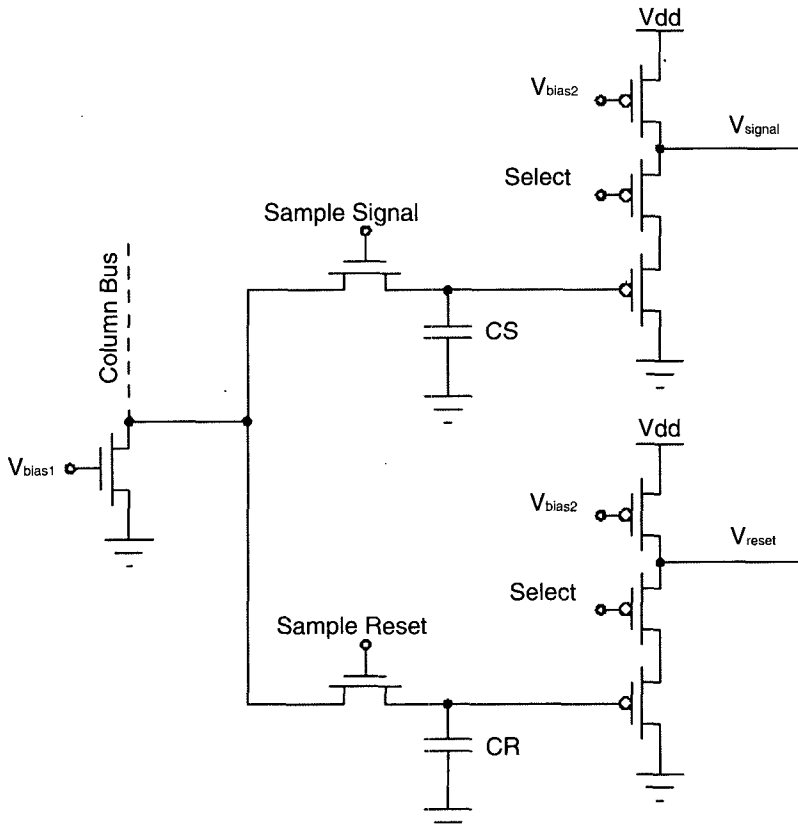 Vdd
Vbias2
Vsignal
Select
Sample Signal
Column Bus
CS
Vbias1
Vdd
Vbias2
Vreset
Select
Sample Reset
CR